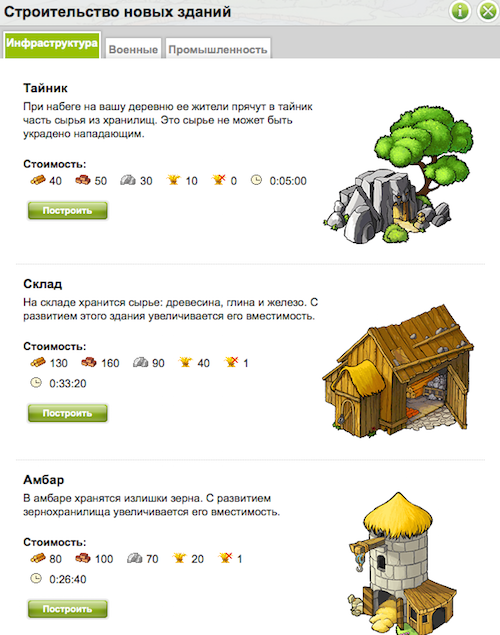 Строительство новых зданий
Инфраструктура Военные Промышленность
Тайник
При набеге на вашу деревню ее жители прячут в тайник
часть сырья из хранилищ. Это сырье не может быть
украдено нападающим.
Стоимость:
40 50 30 10 0 0:05:00
Построить
Склад
На складе хранится сырье: древесина, глина и железо. С
развитием этого здания увеличивается его вместимость.
Стоимость:
130 160 90 40 1
0:33:20
Построить
Амбар
В амбаре хранятся излишки зерна. С развитием
зернохранилища увеличивается его вместимость.
Стоимость:
80 100 70 20 1
0:26:40
Построить